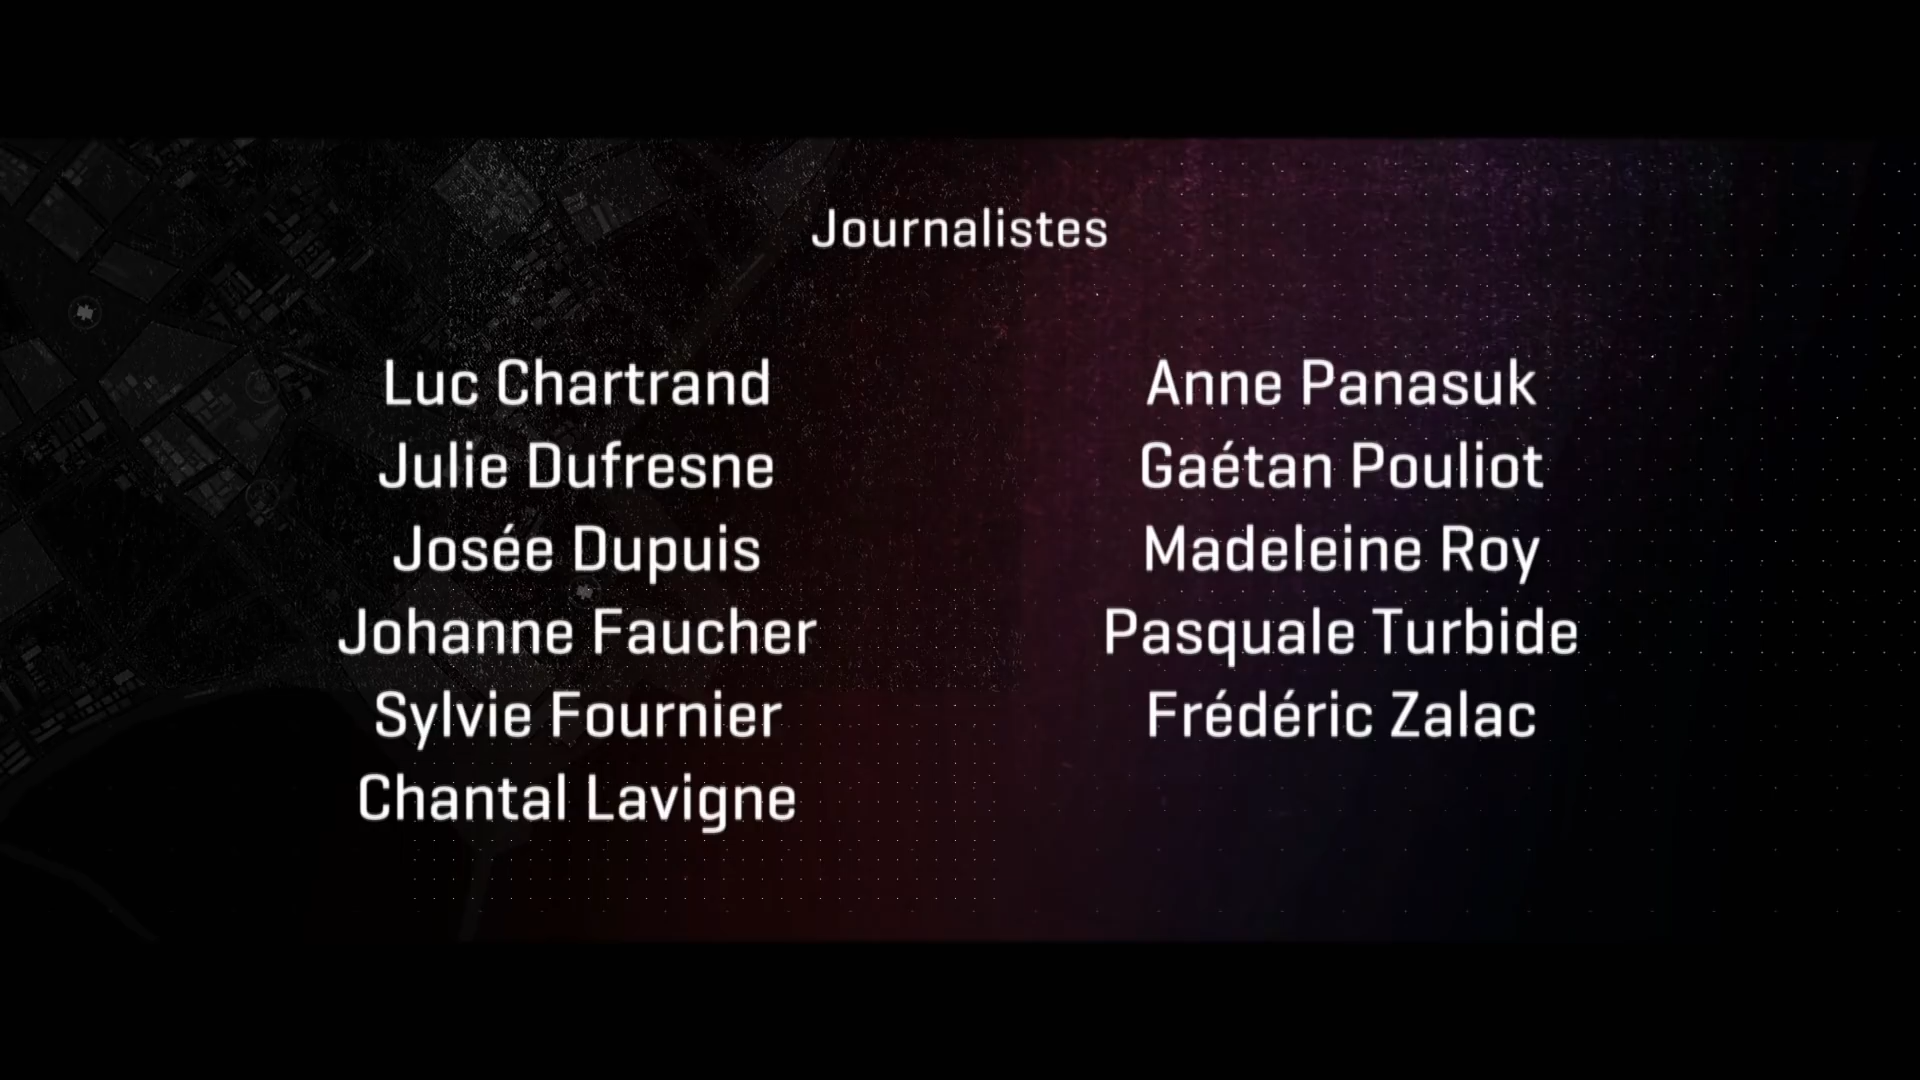 Journalistes
Luc Chartrand
Julie Dufresne
Josée Dupuis
Johanne Faucher
Sylvie Fournier
Chantal Lavigne
Anne Panasuk
Gaétan Pouliot
Madeleine Roy
Pasquale Turbide
Frédéric Zalac